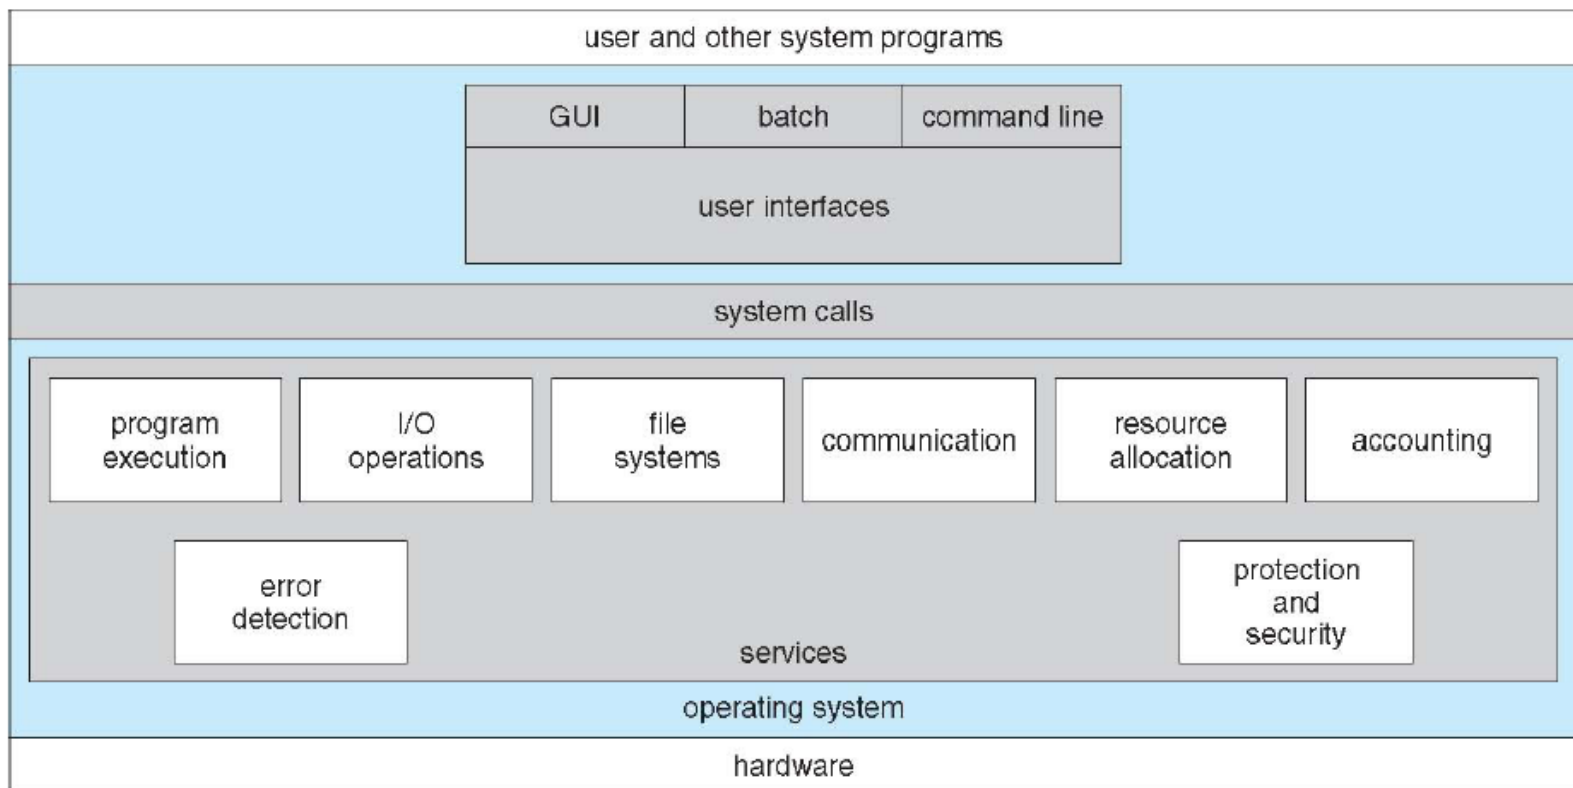 user and other system programs
GUI
batch
command line
user interfaces
system calls
program
execution
I/O
operations
file
systems
communication
resource
allocation
accounting
error
detection
protection
and
security
services
operating system
hardware